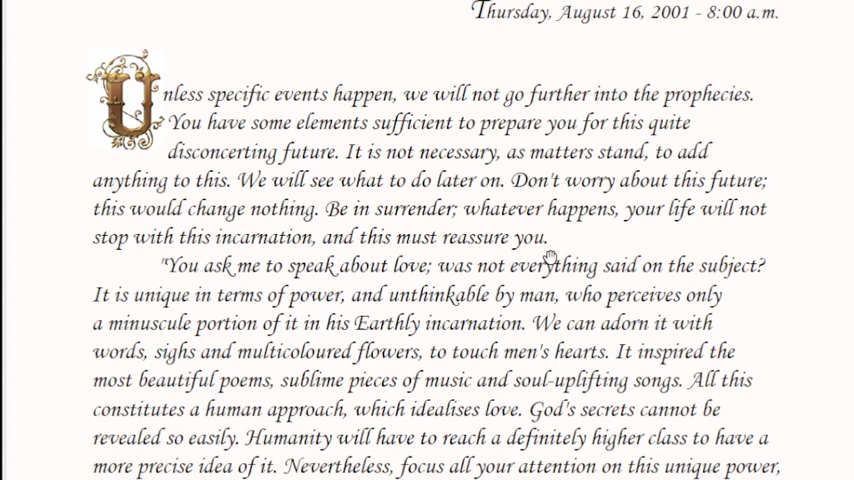 Thursday, August 16, 2001 - 8:00 a.m.
Unless specific events happen, we will not go further into the prophecies.
You have some elements sufficient to prepare you for this quite
disconcerting future. It is not necessary, as matters stand, to add
anything to this. We will see what to do later on. Don't worry about this future;
this would change nothing. Be in surrender; whatever happens, your life will not
stop with this incarnation, and this must reassure you.
"You ask me to speak about love; was not everything said on the subject?
It is unique in terms of power, and unthinkable by man, who perceives only
a minuscule portion of it in his Earthly incarnation. We can adorn it with
words, sighs and multicoloured flowers, to touch men's hearts. It inspired the
most beautiful poems, sublime pieces of music and soul-uplifting songs. All this
constitutes a human approach, which idealises love. God's secrets cannot be
revealed so easily. Humanity will have to reach a definitely higher class to have a
more precise idea of it. Nevertheless, focus all your attention on this unique power,